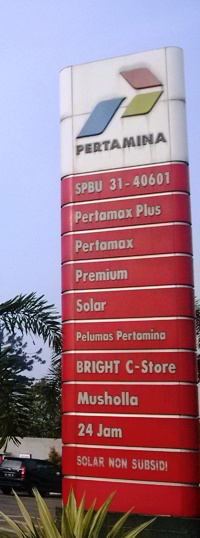 PERTAMINA
SPBU 31-40601
Pertamax Plus
Pertamax
Premium
Solar
Pelumas Pertamina
BRIGHT C-Store
Musholla
24 Jam
SOLAR NON SUBSIDI